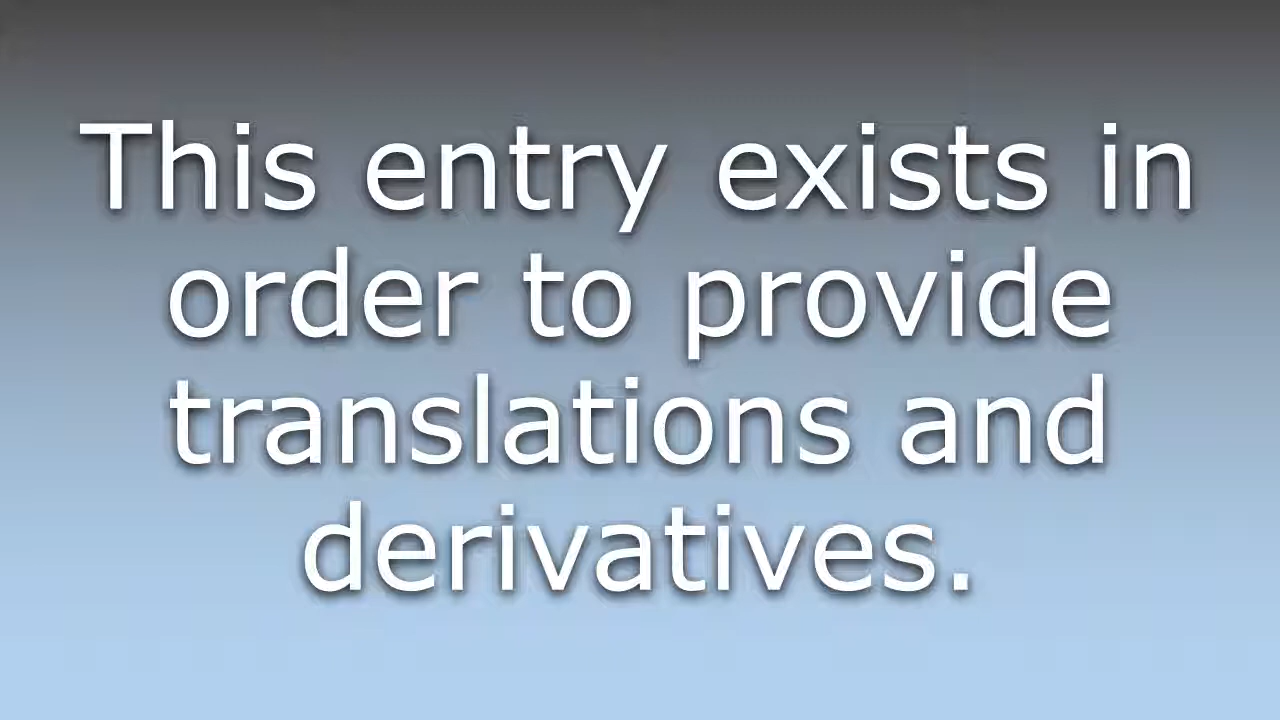 This entry exists in
order to provide
translations and
derivatives.